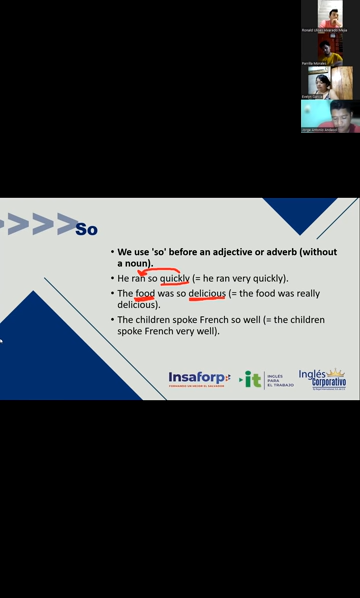 So
• We use 'so' before an adjective or adverb (without
a noun).
• He ran so quickly (= he ran very quickly).
• The food was so delicious (= the food was really
delicious).
• The children spoke French so well (= the children
spoke French very well).
Insaforp
it
INGLÉS
PARA
EL TRABAJO
Inglés
Corporativo